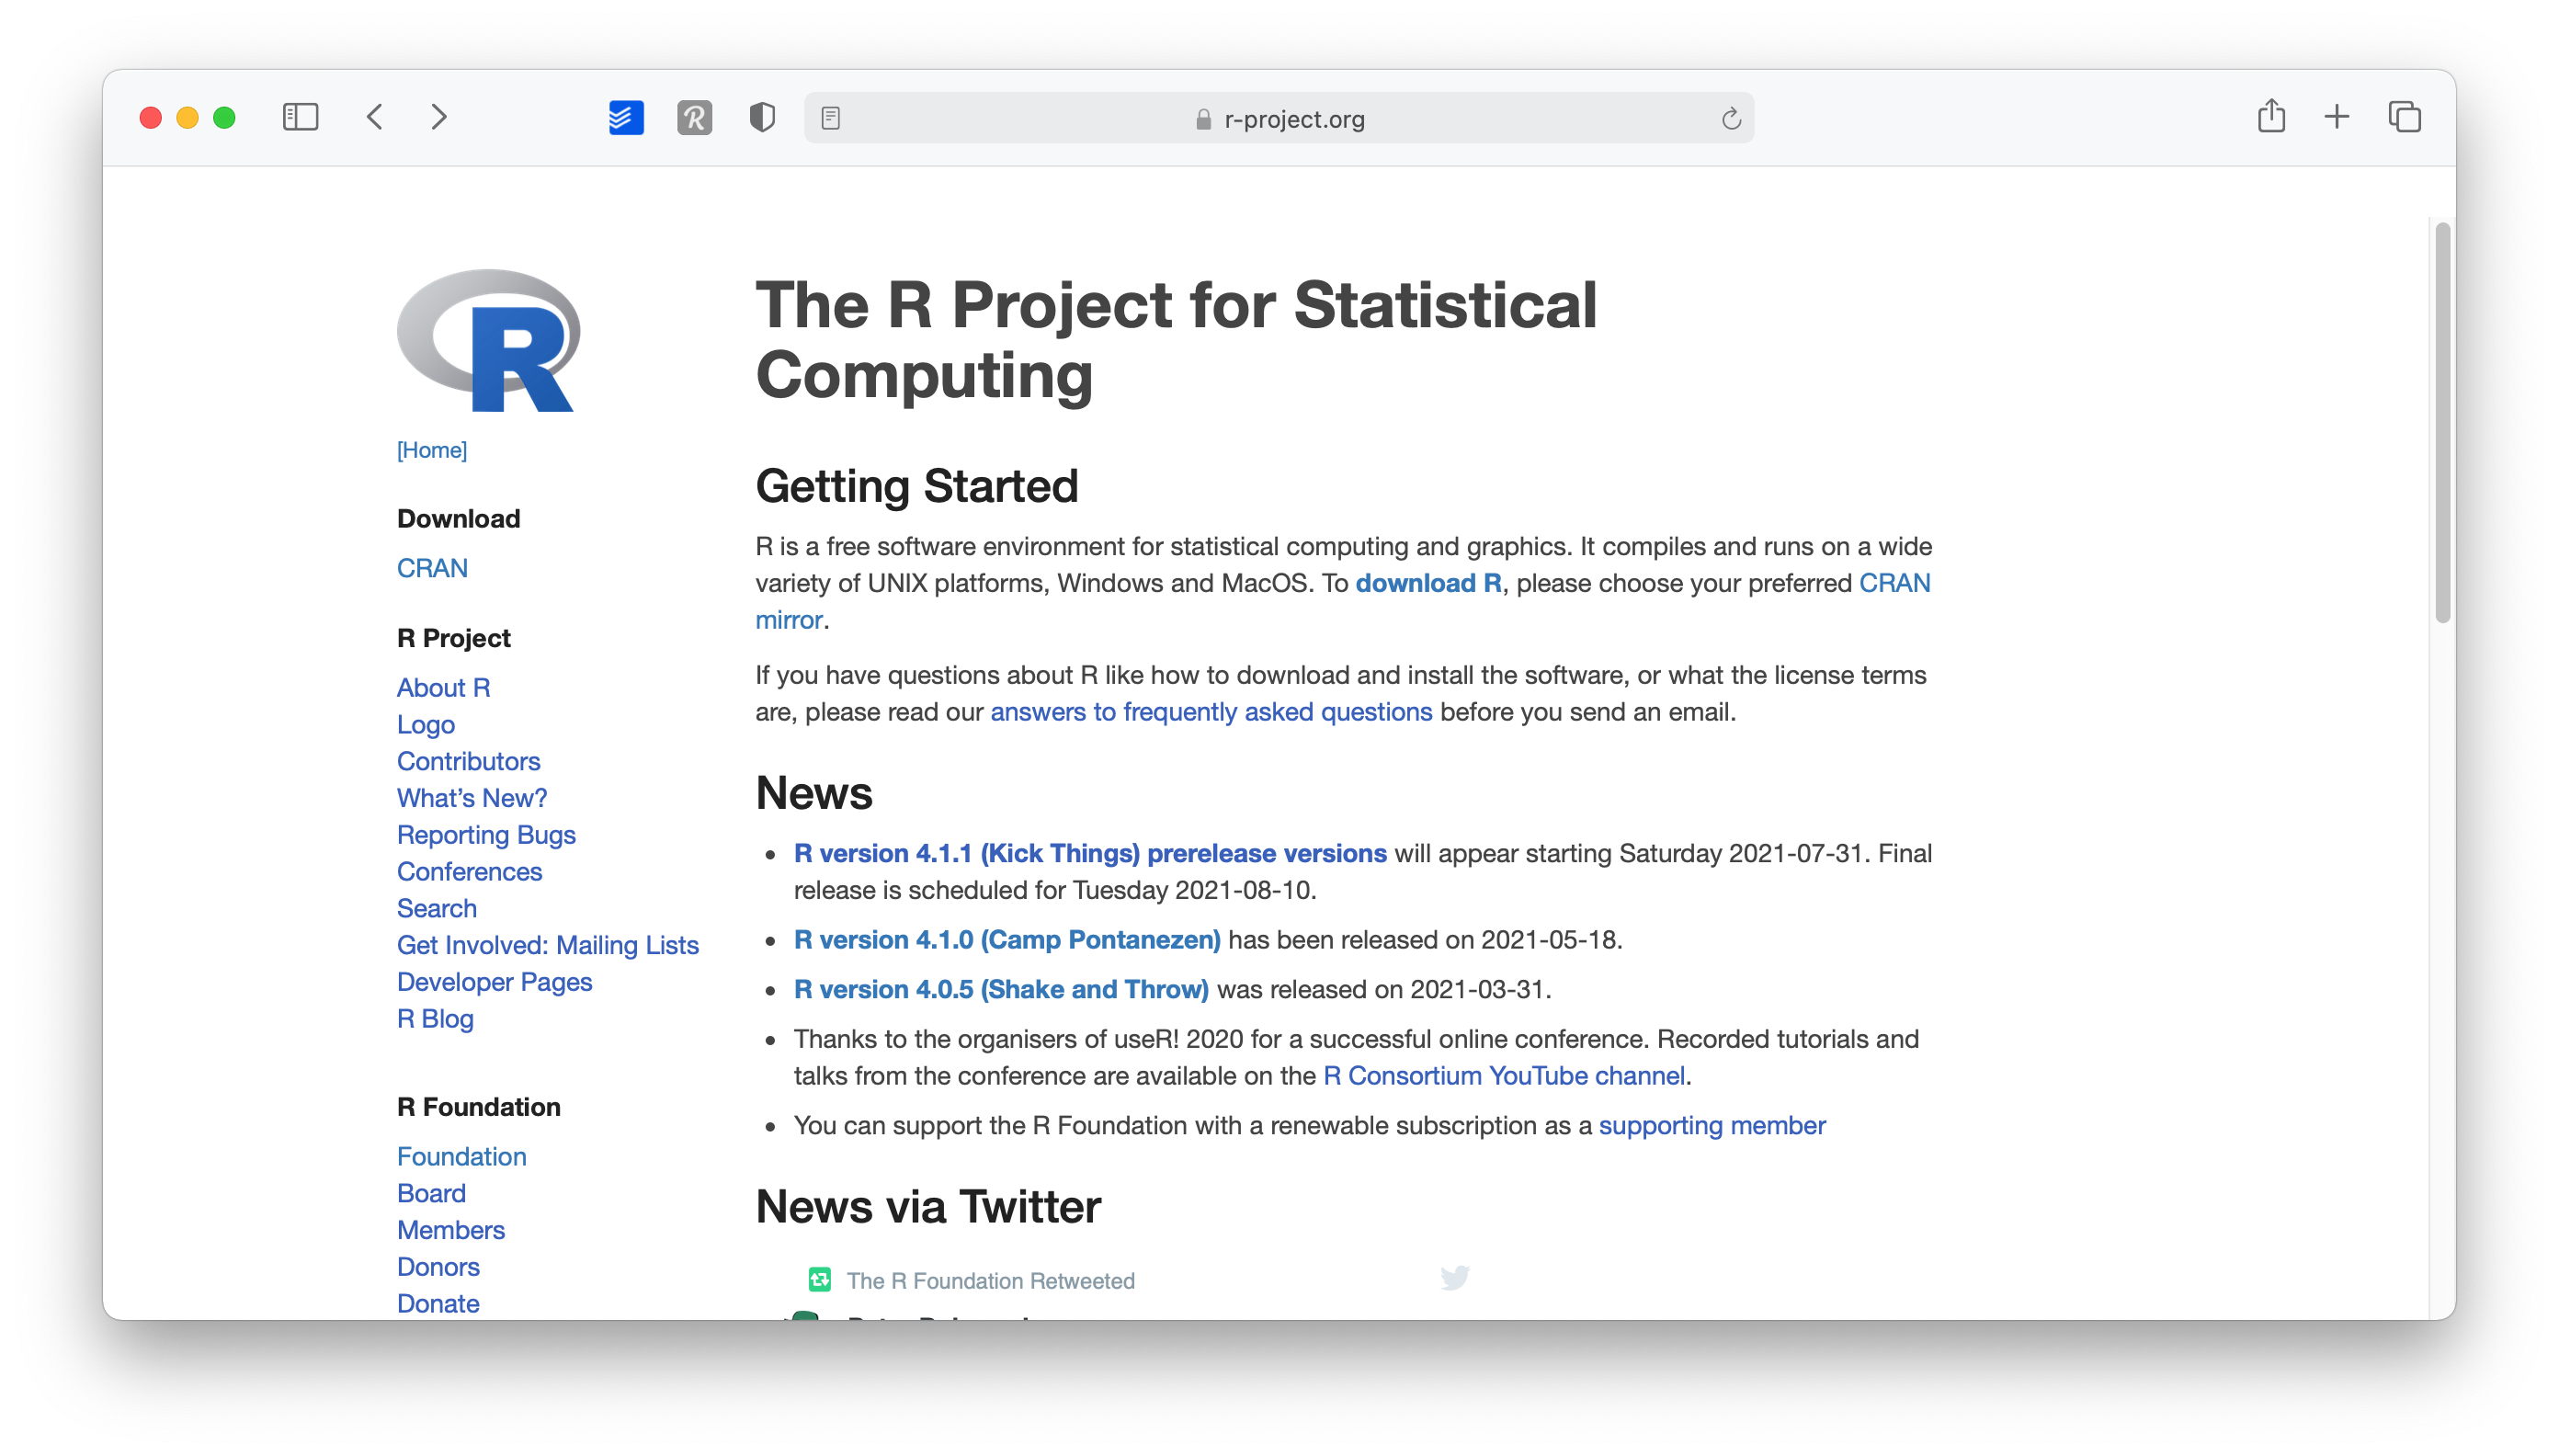 r-project.org
R
[Home]
Download
CRAN
R Project
About R
Logo
Contributors
What’s New?
Reporting Bugs
Conferences
Search
Get Involved: Mailing Lists
Developer Pages
R Blog
R Foundation
Foundation
Board
Members
Donors
Donate
The R Project for Statistical
Computing
Getting Started
R is a free software environment for statistical computing and graphics. It compiles and runs on a wide
variety of UNIX platforms, Windows and MacOS. To download R, please choose your preferred CRAN
mirror.
If you have questions about R like how to download and install the software, or what the license terms
are, please read our answers to frequently asked questions before you send an email.
News
R version 4.1.1 (Kick Things) prerelease versions will appear starting Saturday 2021-07-31. Final
release is scheduled for Tuesday 2021-08-10.
R version 4.1.0 (Camp Pontanezen) has been released on 2021-05-18.
R version 4.0.5 (Shake and Throw) was released on 2021-03-31.
Thanks to the organisers of useR! 2020 for a successful online conference. Recorded tutorials and
talks from the conference are available on the R Consortium YouTube channel.
You can support the R Foundation with a renewable subscription as a supporting member
News via Twitter
The R Foundation Retweeted